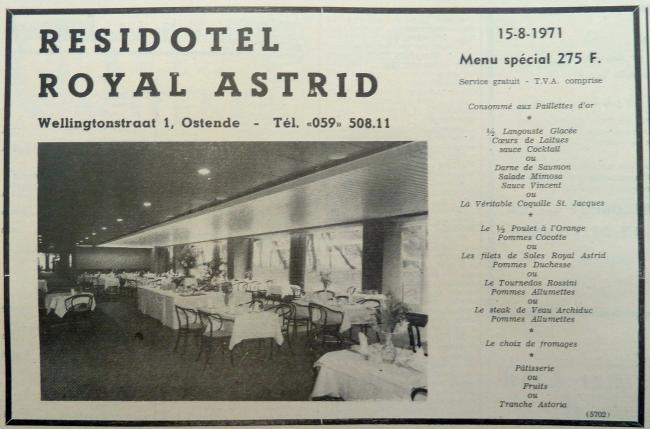 RESIDOTEL
ROYAL ASTRID
Wellingtonstraat 1, Ostende - Tél. «059» 508.11
15-8-1971
Menu spécial 275 F.
Service gratuit - T.V.A. comprise
Consommé aux Paillettes d'or
*
½ Langouste Glacée
Cœurs de Laitues
sauce Cocktail
ou
Darne de Saumon
Salade Mimosa
Sauce Vincent
ou
La Véritable Coquille St. Jacques
*
Le ½ Poulet à l'Orange
Pommes Cocotte
ou
Les filets de Soles Royal Astrid
Pommes Duchesse
ou
Le Tournedos Rossini
Pommes Allumettes
ou
Le steak de Veau Archiduc
Pommes Allumettes
*
Le choix de fromages
*
Pâtisserie
ou
Fruits
ou
Tranche Astoria
(5702)